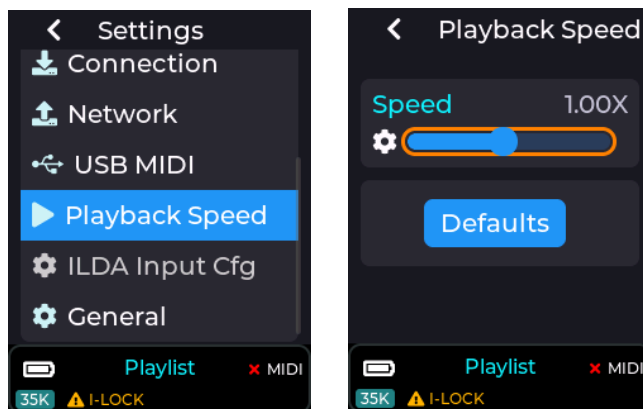 Settings
Connection
Network
USB MIDI
Playback Speed
ILDA Input Cfg
General
Playlist
MIDI
35K
I-LOCK
Playback Speed
Speed
1.00X
Defaults
Playlist
MIDI
35K
I-LOCK